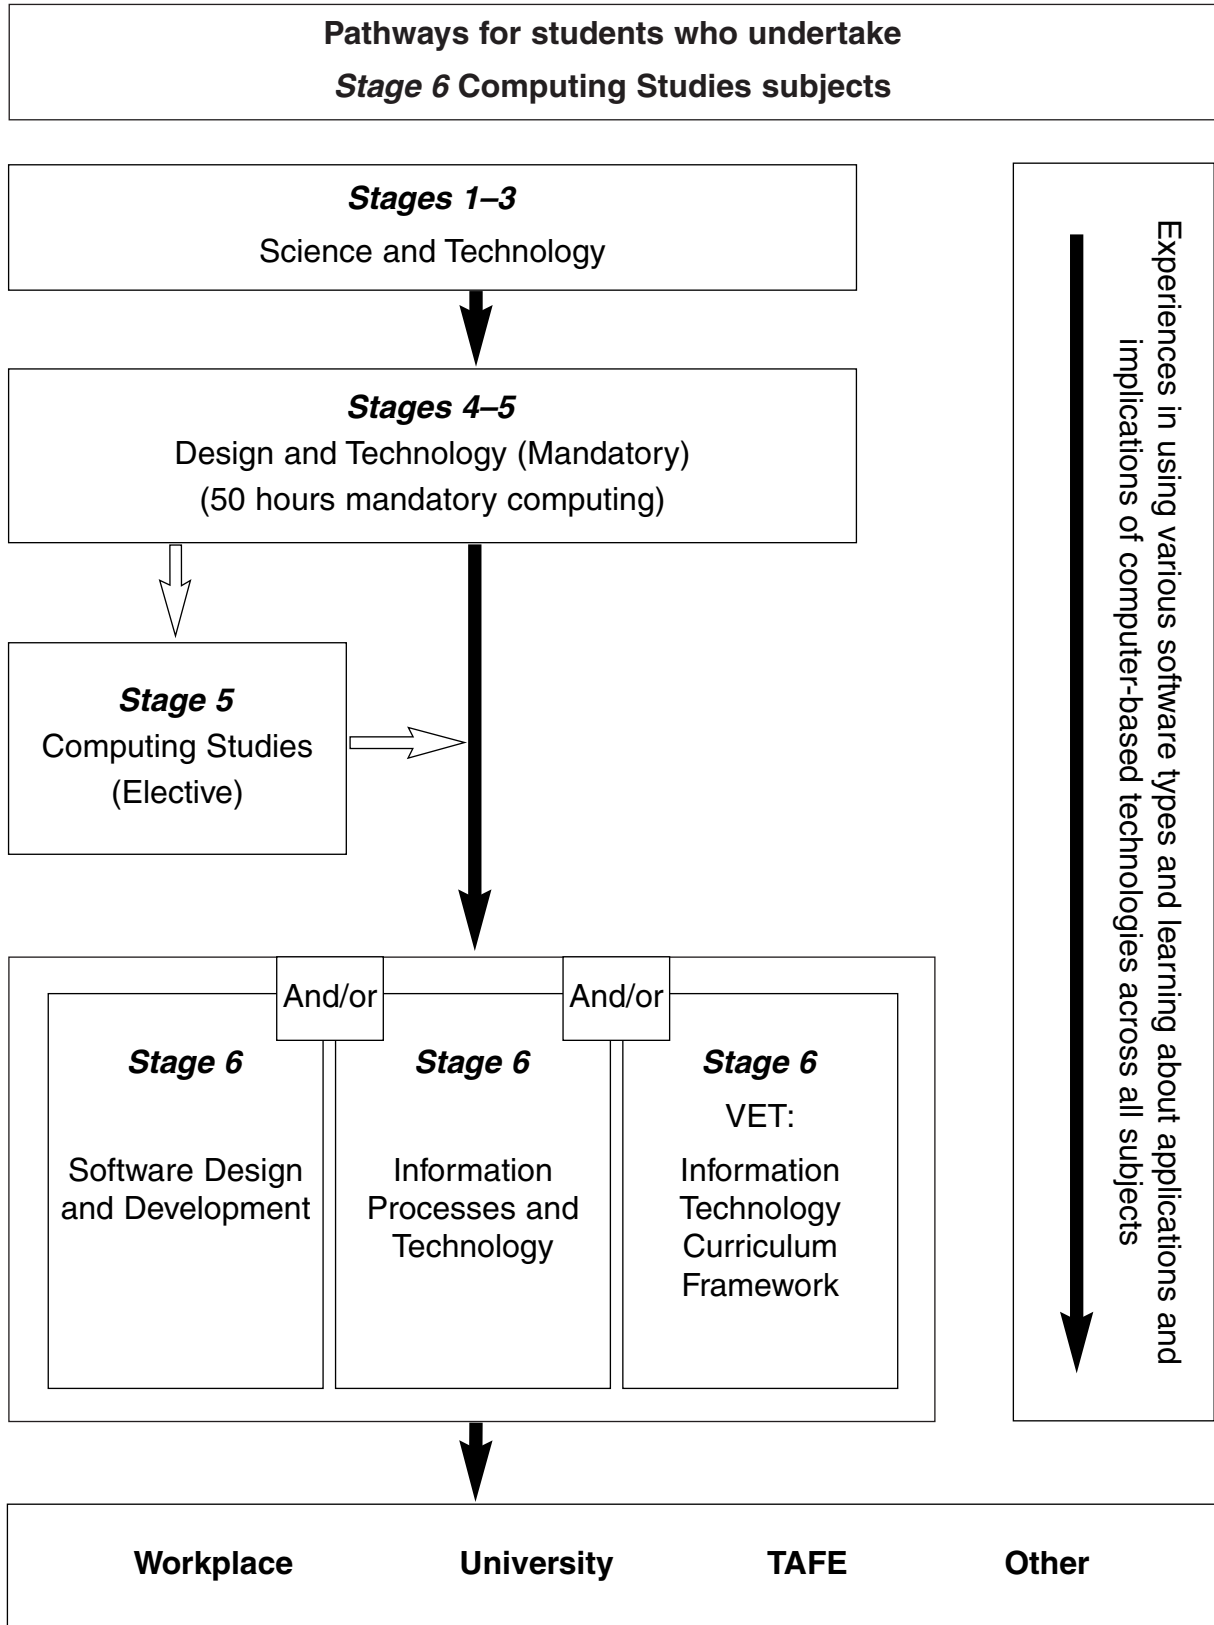 Pathways for students who undertake
Stage 6 Computing Studies subjects
Stages 1–3
Science and Technology
Stages 4–5
Design and Technology (Mandatory)
(50 hours mandatory computing)
Stage 5
Computing Studies
(Elective)
And/or
And/or
Stage 6
Software Design
and Development
Stage 6
Information
Processes and
Technology
Stage 6
VET:
Information
Technology
Curriculum
Framework
Experiences in using various software types and learning about applications and
implications of computer-based technologies across all subjects
Workplace
University
TAFE
Other